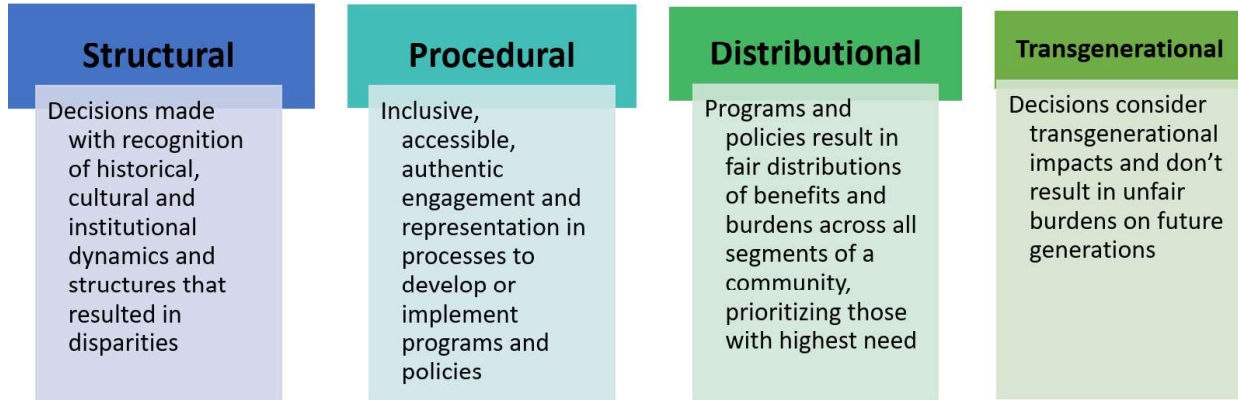 Structural
Decisions made
with recognition
of historical,
cultural and
institutional
dynamics and
structures that
resulted in
disparities
Procedural
Inclusive,
accessible,
authentic
engagement and
representation in
processes to
develop or
implement
programs and
policies
Distributional
Programs and
policies result in
fair distributions
of benefits and
burdens across all
segments of a
community,
prioritizing those
with highest need
Transgenerational
Decisions consider
transgenerational
impacts and don’t
result in unfair
burdens on future
generations